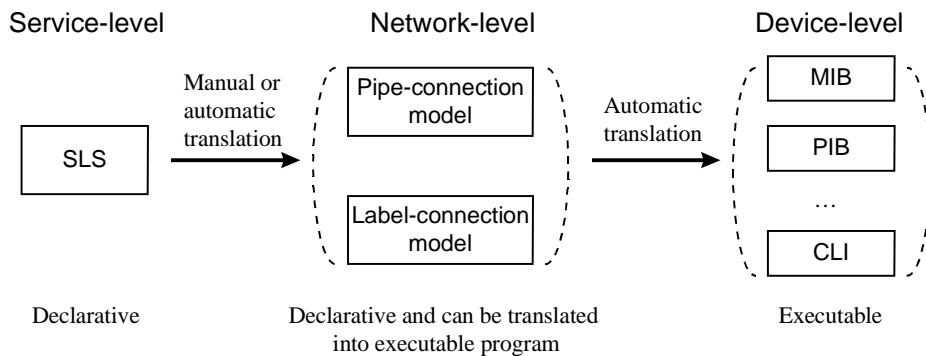 Service-level
Network-level
Device-level
Manual or
automatic
translation
SLS
Pipe-connection
model
Label-connection
model
Automatic
translation
MIB
PIB
...
CLI
Declarative
Declarative and can be translated
into executable program
Executable